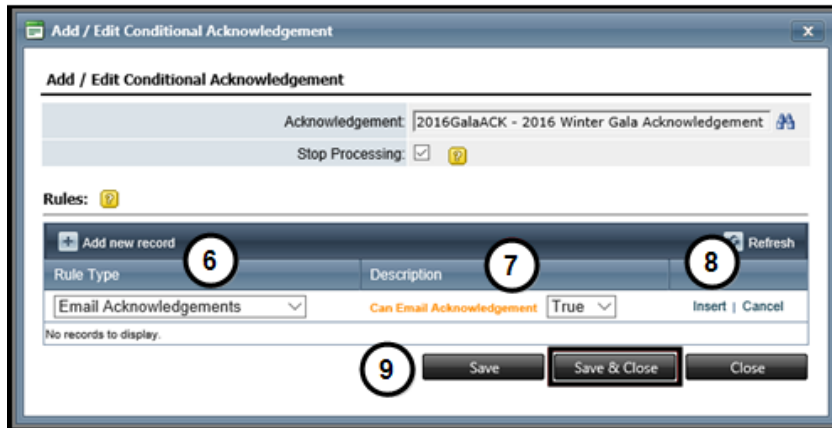 Add / Edit Conditional Acknowledgement x
Add / Edit Conditional Acknowledgement
Acknowledgement: 2016GalaACK - 2016 Winter Gala Acknowledgement
Stop Processing: ?
Rules: ?
Add new record 6 7 8 Refresh
Rule Type Description
Email Acknowledgements Can Email Acknowledgement True Insert | Cancel
No records to display.
9 Save Save & Close Close